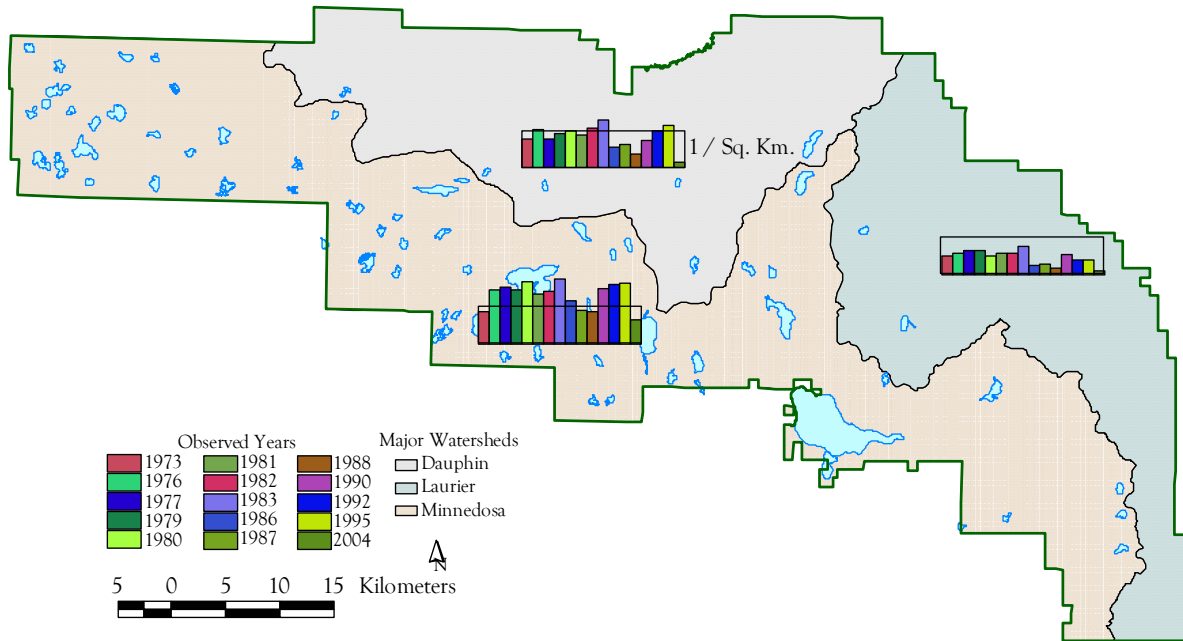 1 / Sq. Km.
Observed Years
1973
1976
1977
1979
1980
1981
1982
1983
1986
1987
1988
1990
1992
1995
2004
Major Watersheds
Dauphin
Laurier
Minnedosa
N
5 0 5 10 15 Kilometers